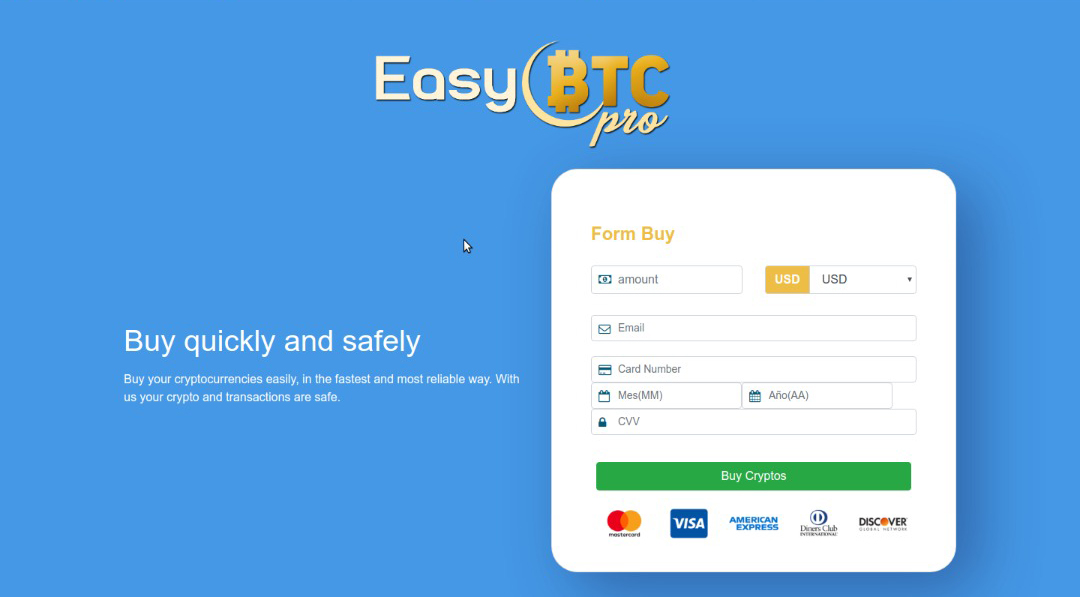 Easy BTC
pro
Form Buy
amount
USD
USD
Email
Buy quickly and safely
Buy your cryptocurrencies easily, in the fastest and most reliable way. With
us your crypto and transactions are safe.
Card Number
Mes(MM)
Año(AA)
CVV
Buy Cryptos
mastercard
VISA
AMERICAN
EXPRESS
Diners Club
INTERNATIONAL
DISCOVER
GLOBAL NETWORK